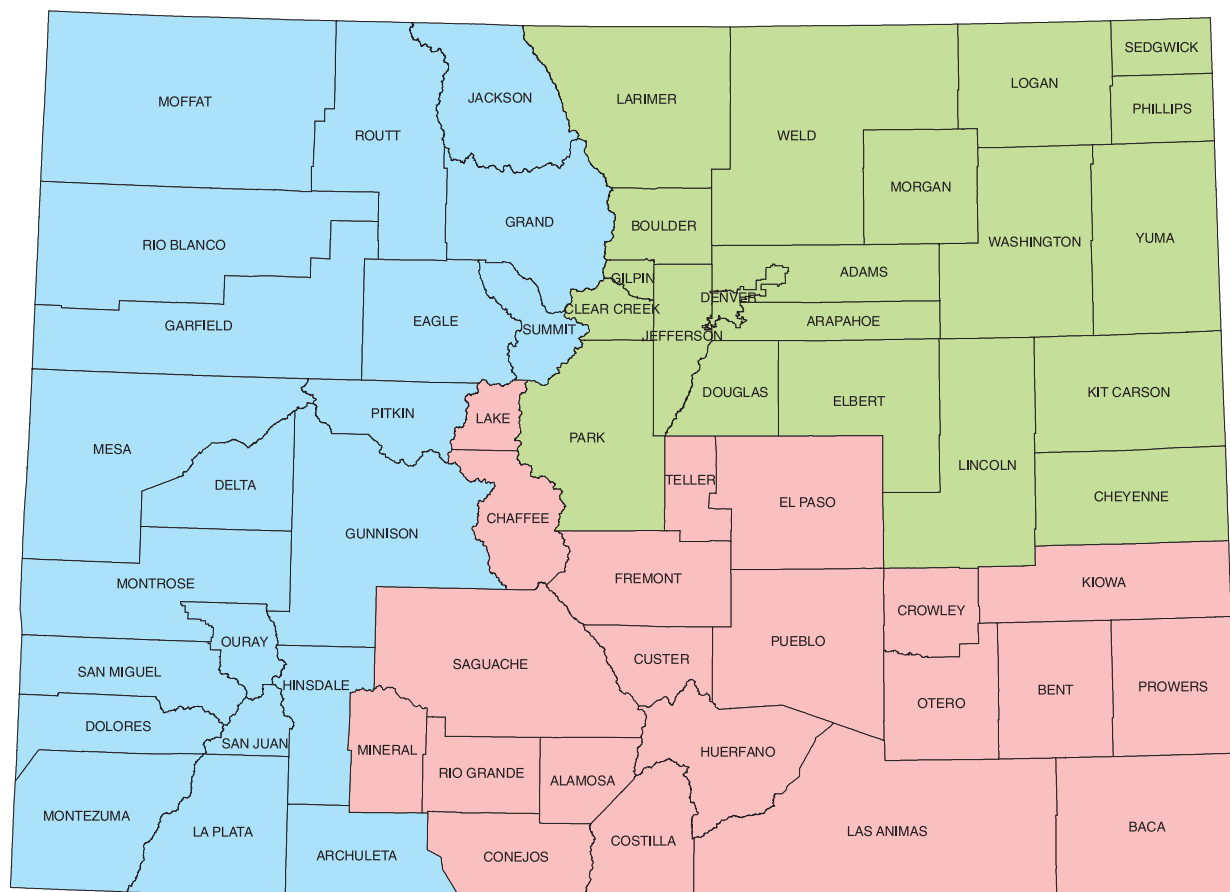 SEDGWICK
LOGAN
JACKSON
LARIMER
MOFFAT
PHILLIPS
WELD
ROUTT
MORGAN
BOULDER
GRAND
YUMA
WASHINGTON
RIO BLANCO
ADAMS
GILPIN
DENVER
CLEAR CREEK
EAGLE
ARAPAHOE
GARFIELD
SUMMIT
JEFFERSON
DOUGLAS
KIT CARSON
ELBERT
PITKIN
LAKE
PARK
MESA
LINCOLN
TELLER
DELTA
CHEYENNE
EL PASO
CHAFFEE
GUNNISON
FREMONT
KIOWA
MONTROSE
CROWLEY
OURAY
PUEBLO
CUSTER
SAGUACHE
SAN MIGUEL
HINSDALE
PROWERS
BENT
OTERO
DOLORES
SAN JUAN
MINERAL
HUERFANO
RIO GRANDE
ALAMOSA
MONTEZUMA
BACA
LA PLATA
LAS ANIMAS
COSTILLA
ARCHULETA
CONEJOS